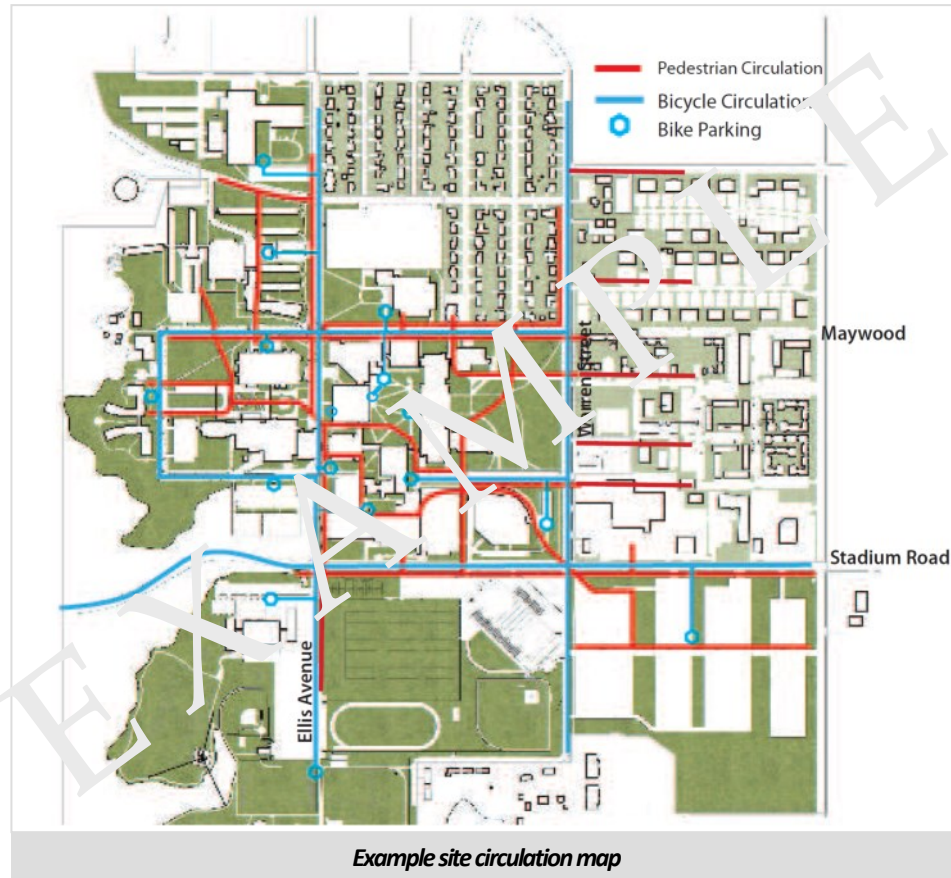 Pedestrian Circulation
Bicycle Circulation
Bike Parking
EXAMPLE
Maywood
Warren Street
Stadium Road
Ellis Avenue
Example site circulation map